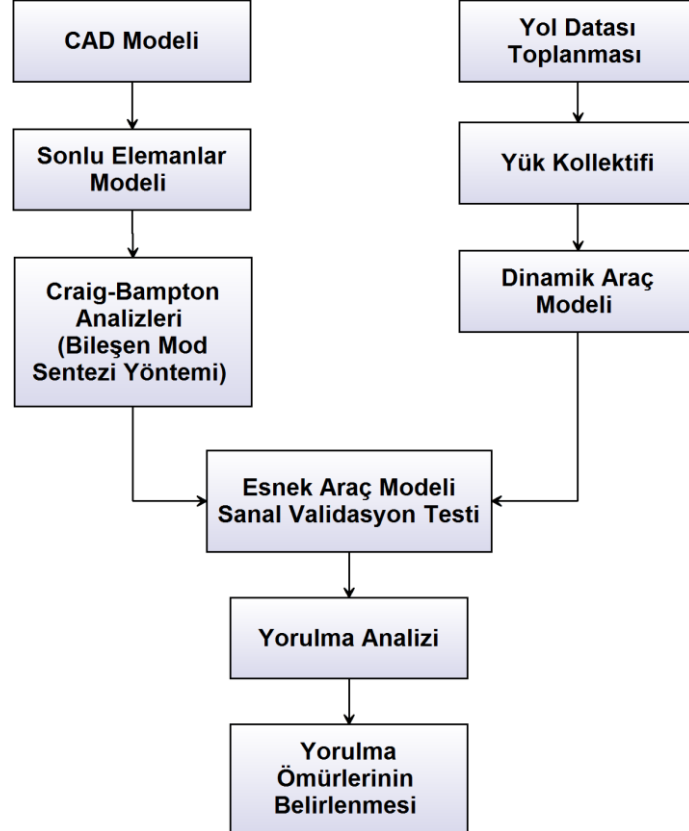 CAD Modeli
Sonlu Elemanlar
Modeli
Craig-Bampton
Analizleri
(Bileşen Mod
Sentezi Yöntemi)
Yol Datası
Toplanması
Yük Kollektifi
Dinamik Araç
Modeli
Esnek Araç Modeli
Sanal Validasyon Testi
Yorulma Analizi
Yorulma
Ömürlerinin
Belirlenmesi